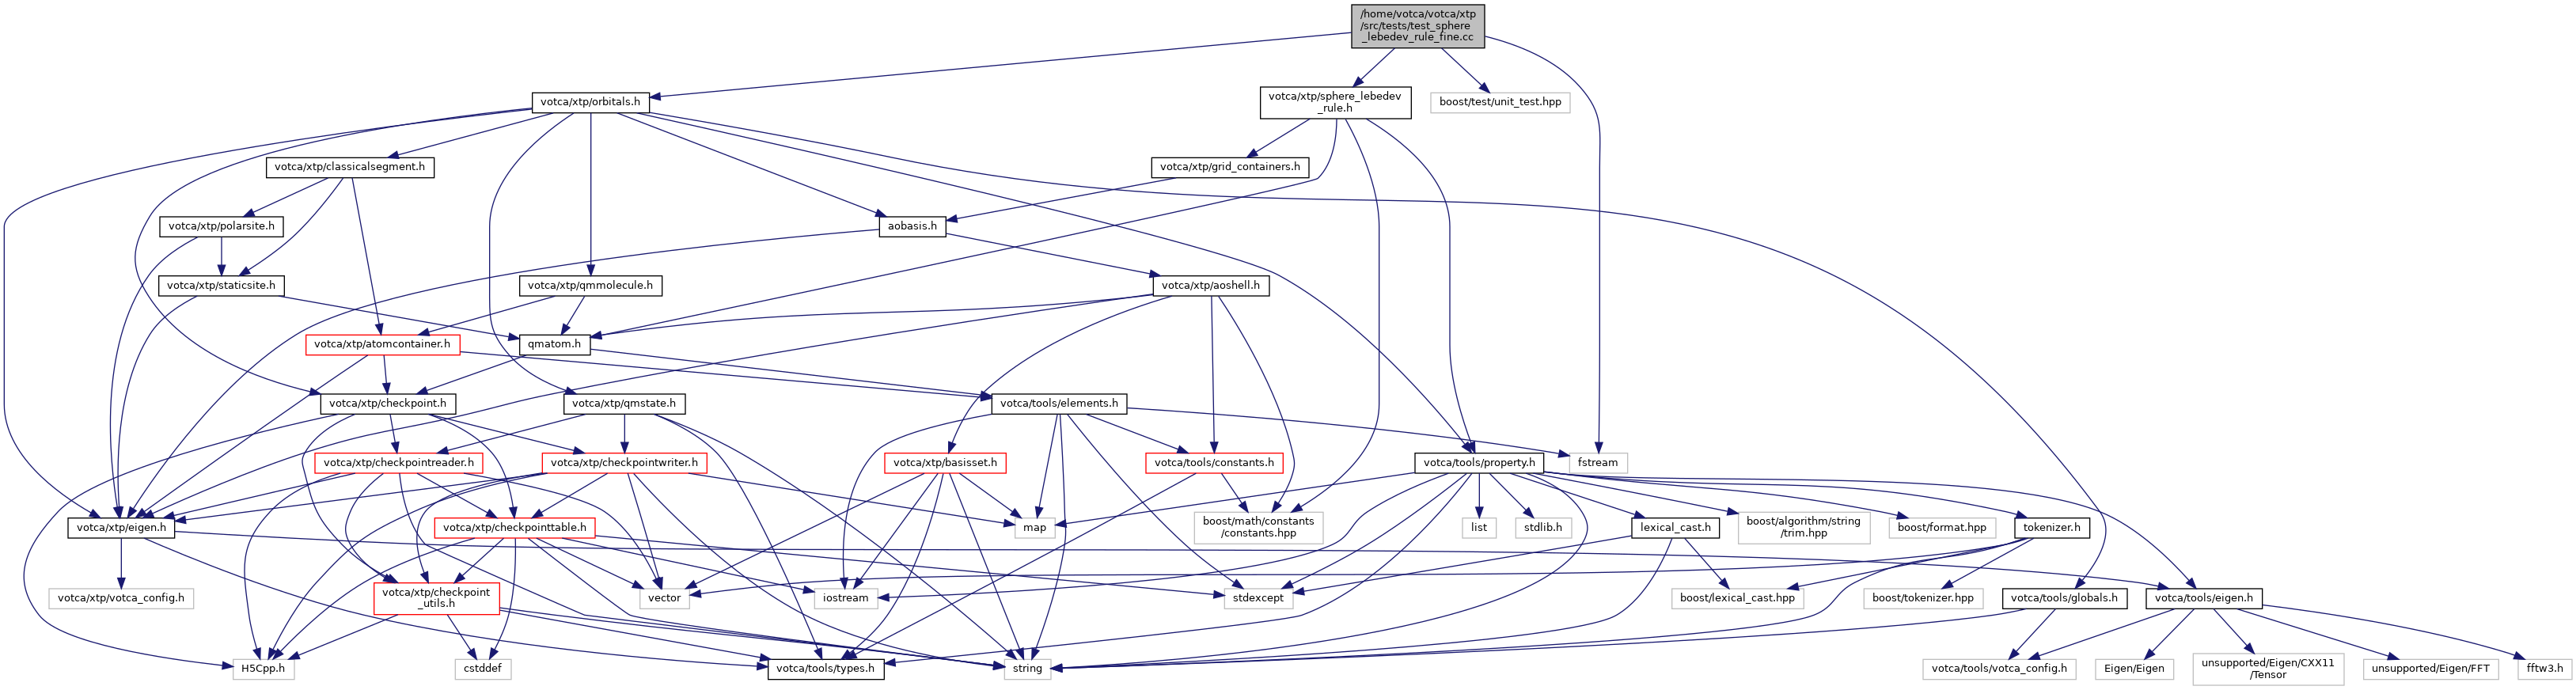 /home/votca/votca/xtp
/src/tests/test_sphere
_lebedev_rule_fine.cc
votca/xtp/orbitals.h
votca/xtp/sphere_lebedev
_rule.h
boost/test/unit_test.hpp
votca/xtp/classicalsegment.h
votca/xtp/grid_containers.h
votca/xtp/polarsite.h
aobasis.h
votca/xtp/staticsite.h
votca/xtp/qmmolecule.h
votca/xtp/aoshell.h
votca/xtp/atomcontainer.h
qmatom.h
votca/xtp/checkpoint.h
votca/xtp/qmstate.h
votca/tools/elements.h
votca/xtp/checkpointreader.h
votca/xtp/checkpointwriter.h
votca/xtp/basisset.h
votca/tools/constants.h
votca/tools/property.h
fstream
votca/xtp/eigen.h
votca/xtp/checkpointtable.h
map
boost/math/constants
/constants.hpp
list
stdlib.h
lexical_cast.h
boost/algorithm/string
/trim.hpp
boost/format.hpp
tokenizer.h
votca/xtp/votca_config.h
votca/xtp/checkpoint
_utils.h
vector
iostream
stdexcept
boost/lexical_cast.hpp
boost/tokenizer.hpp
votca/tools/globals.h
votca/tools/eigen.h
H5Cpp.h
cstddef
votca/tools/types.h
string
votca/tools/votca_config.h
Eigen/Eigen
unsupported/Eigen/CXX11
/Tensor
unsupported/Eigen/FFT
fftw3.h